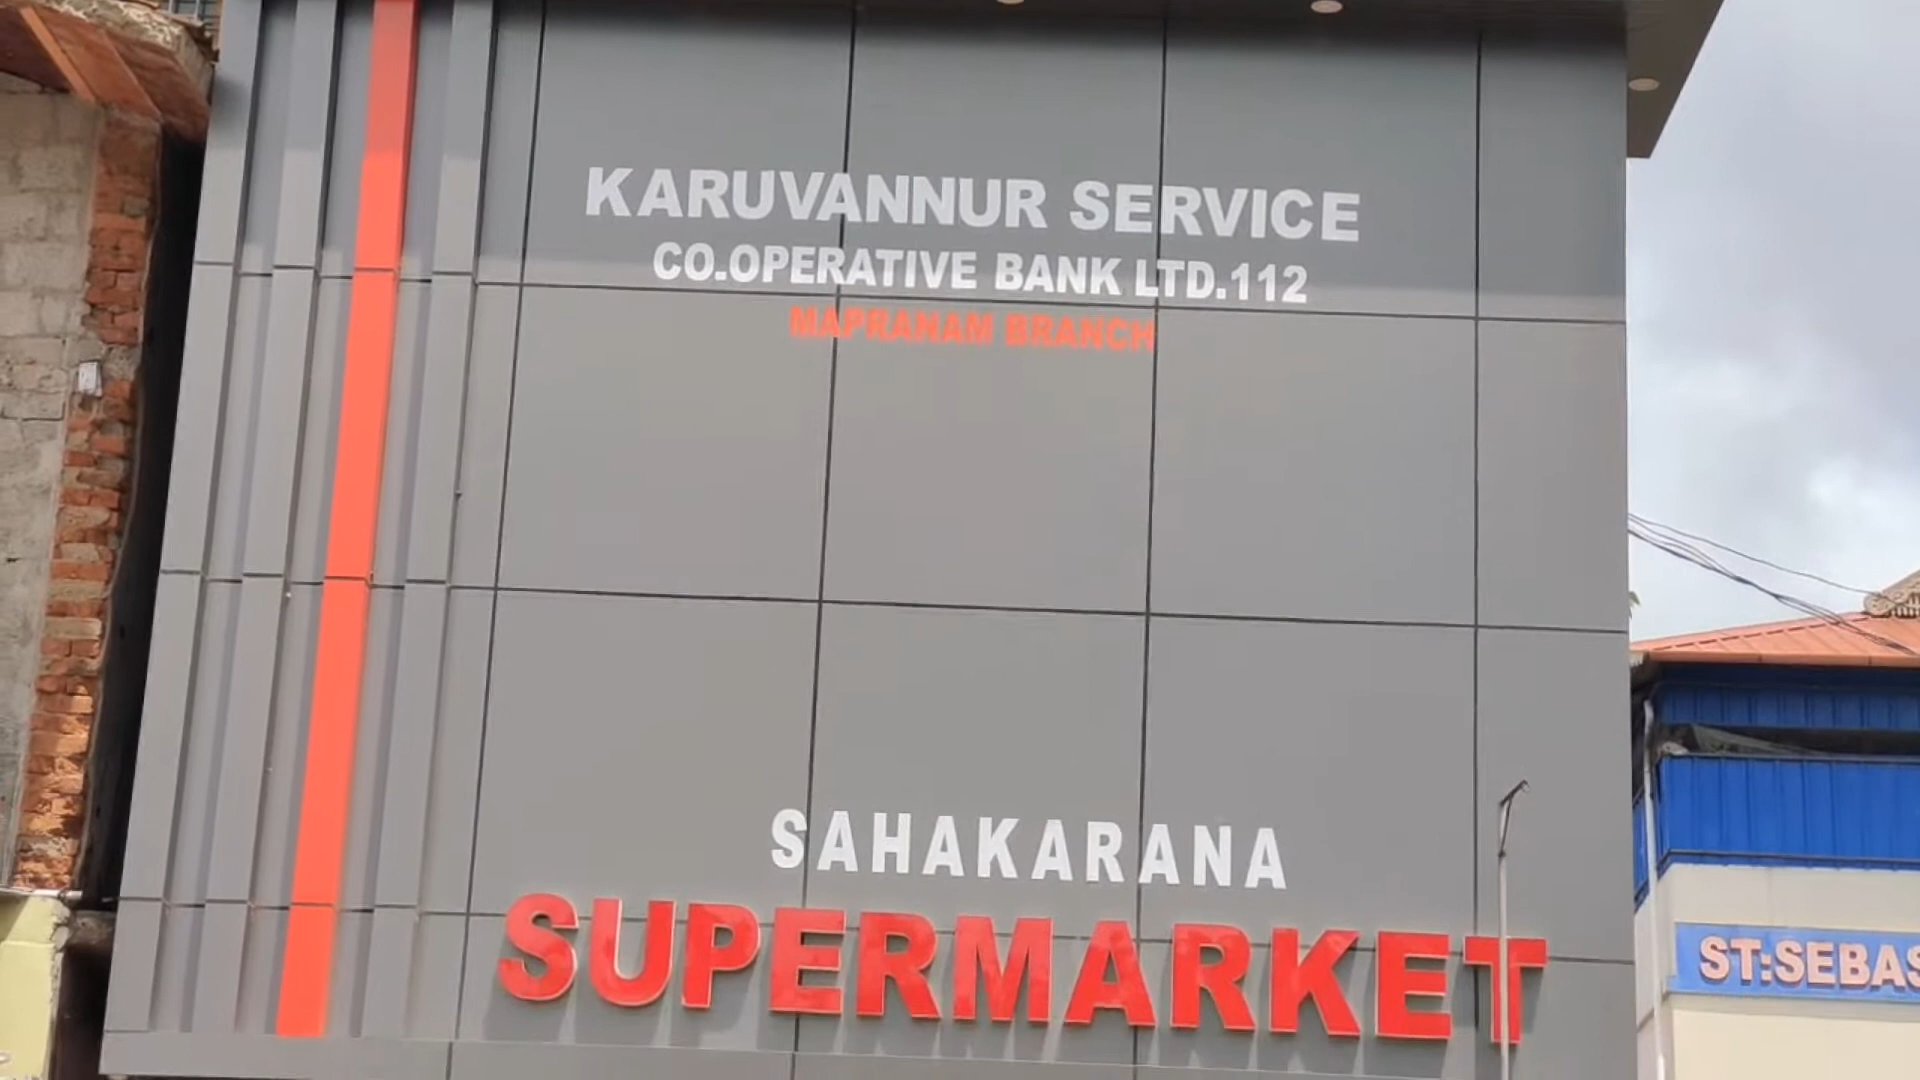 KARUVANNUR SERVICE
CO.OPERATIVE BANK LTD.112
MAPRANAM BRANCH
SAHAKARANA
SUPERMARKET
ST:SEBAS